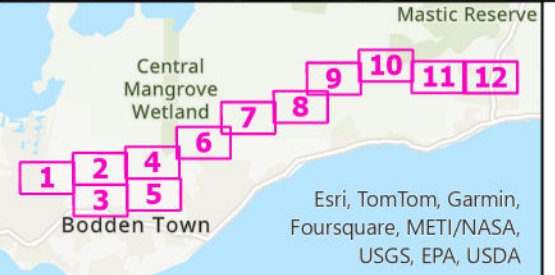 Mastic Reserve
Central
Mangrove
Wetland
10
9
11
12
8
7
6
4
2
1
5
3
Bodden Town
Esri, TomTom, Garmin,
Foursquare, METI/NASA,
USGS, EPA, USDA